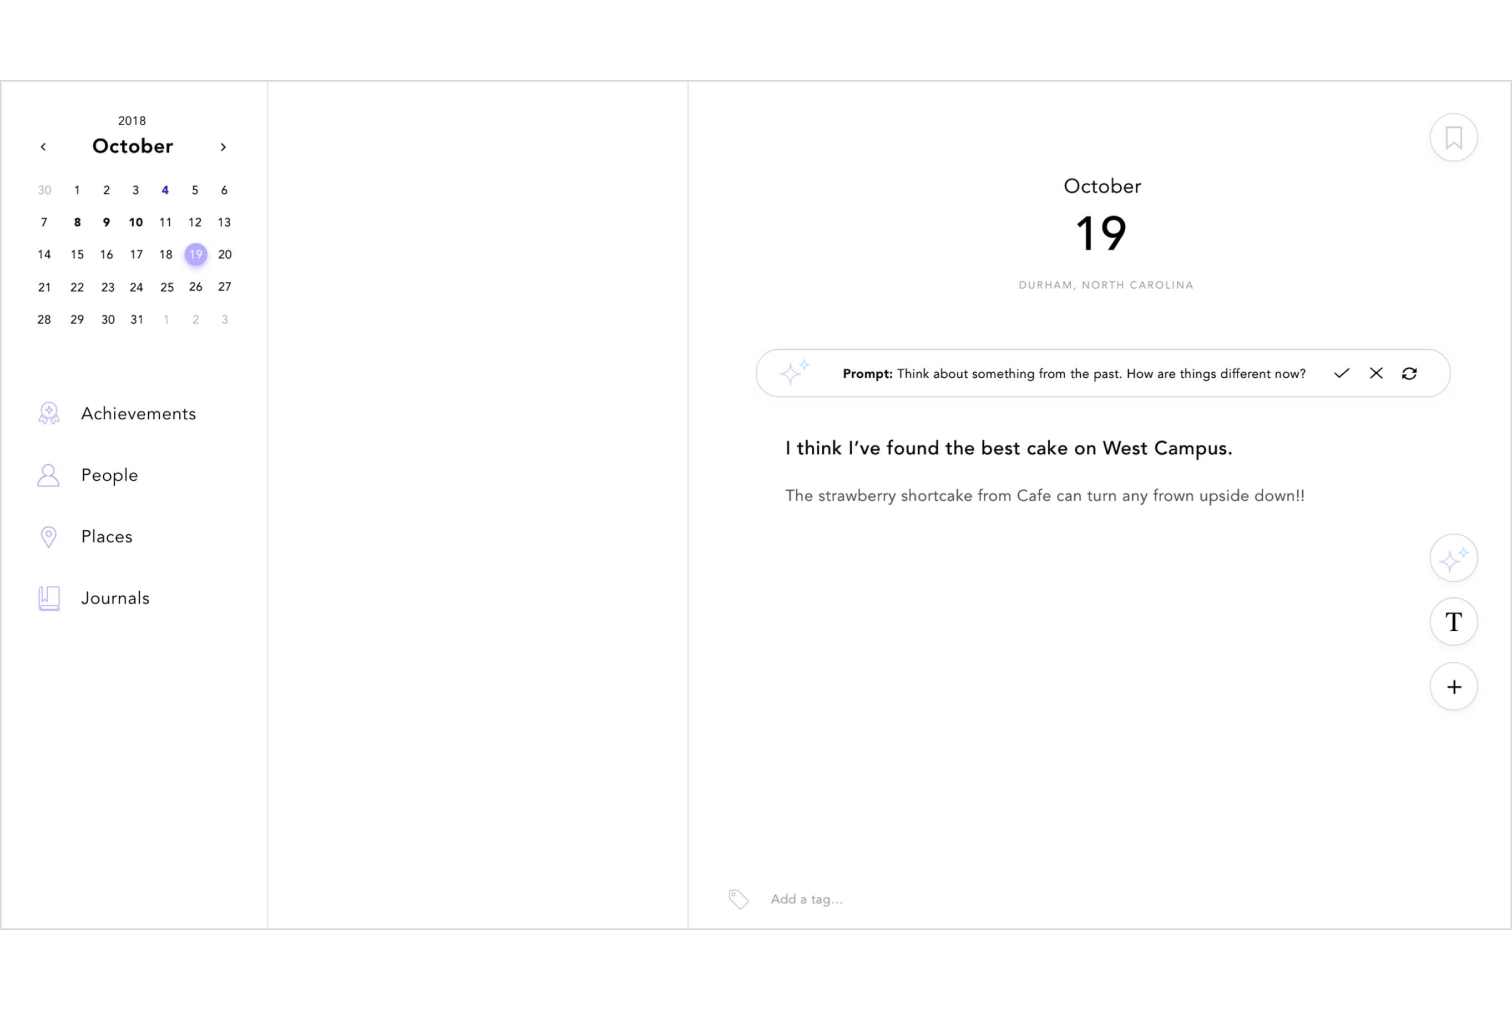 2018
‹ October ›
30 1 2 3 4 5 6
7 8 9 10 11 12 13
14 15 16 17 18 19 20
21 22 23 24 25 26 27
28 29 30 31 1 2 3
Achievements
People
Places
Journals
October
19
DURHAM, NORTH CAROLINA
Prompt: Think about something from the past. How are things different now?
I think I’ve found the best cake on West Campus.
The strawberry shortcake from Cafe can turn any frown upside down!!
T
+
Add a tag...